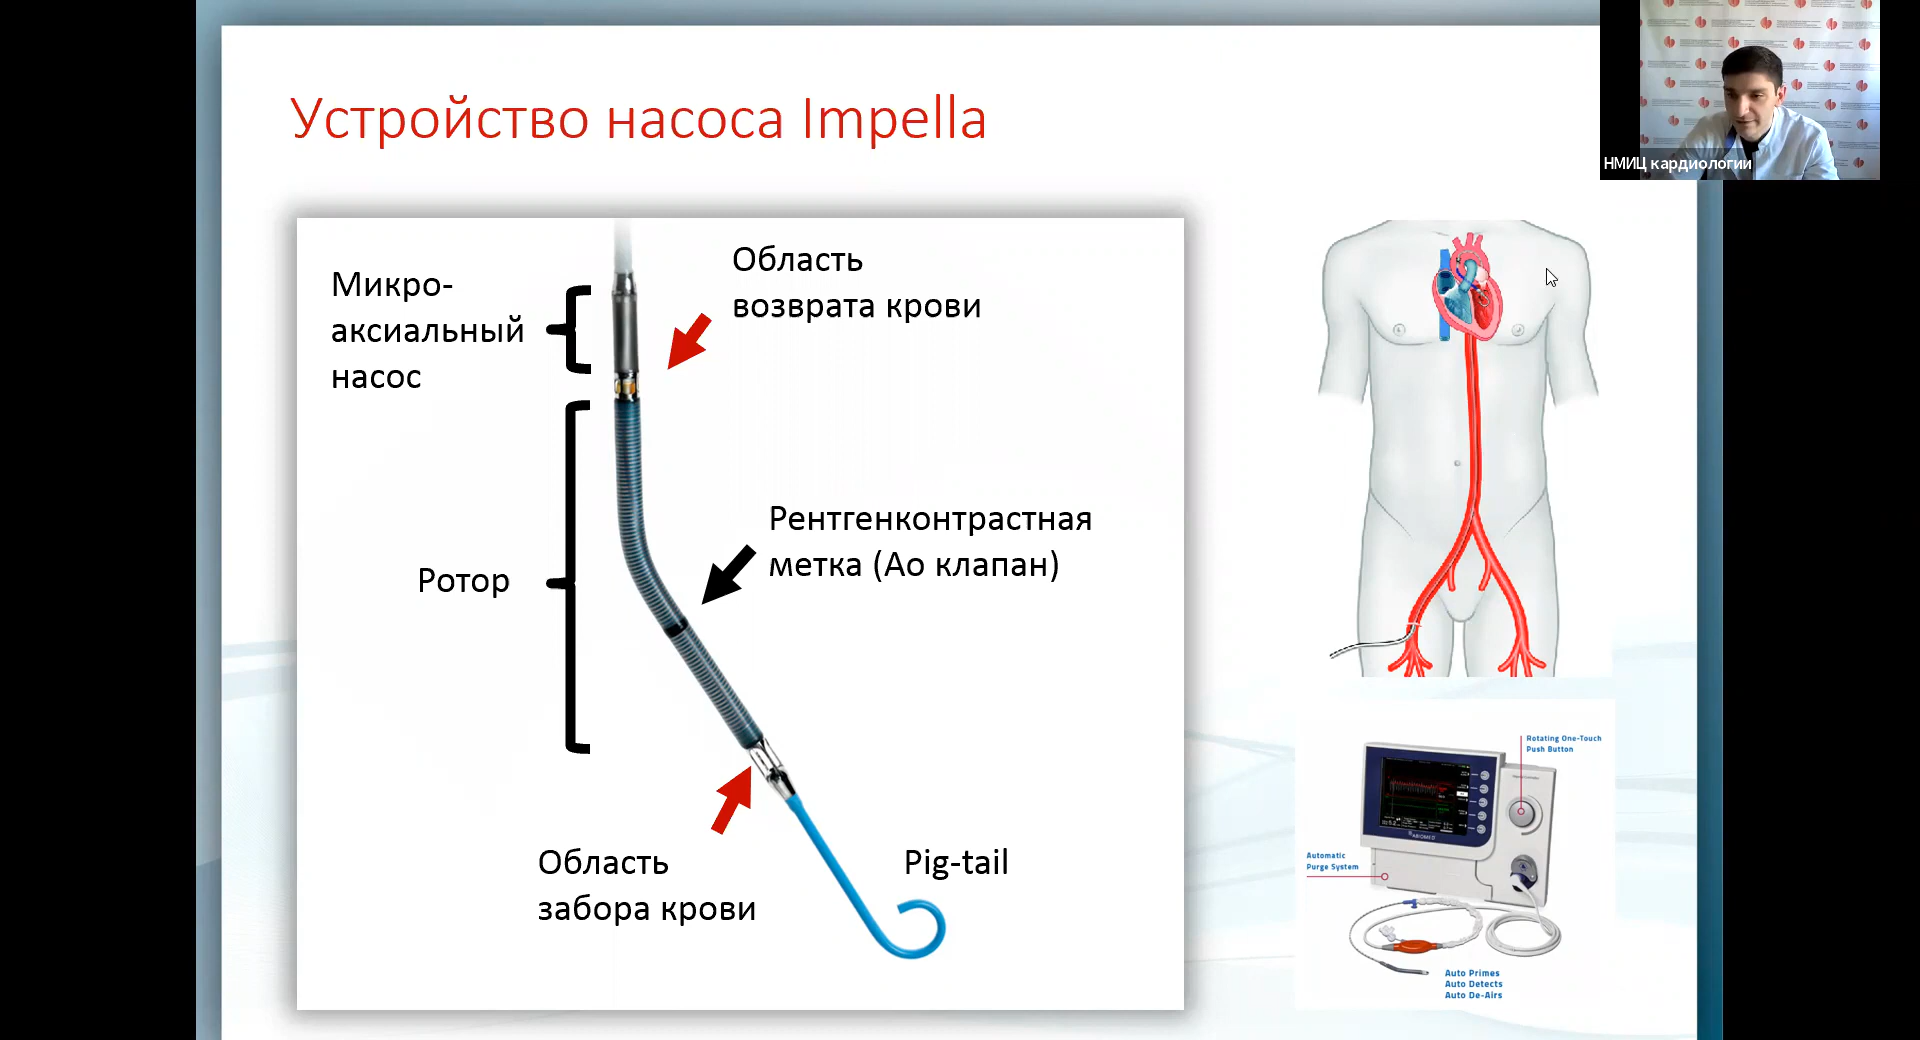 Устройство насоса Impella
НМИЦ кардиологии
Микро-
аксиальный
насос
Область
возврата крови
Ротор
Рентгенконтрастная
метка (Ао клапан)
Область
забора крови
Pig-tail
Rotating One-Touch
Push Button
ABIOMED
Automatic
Purge System
Auto Primes
Auto Detects
Auto De-Airs